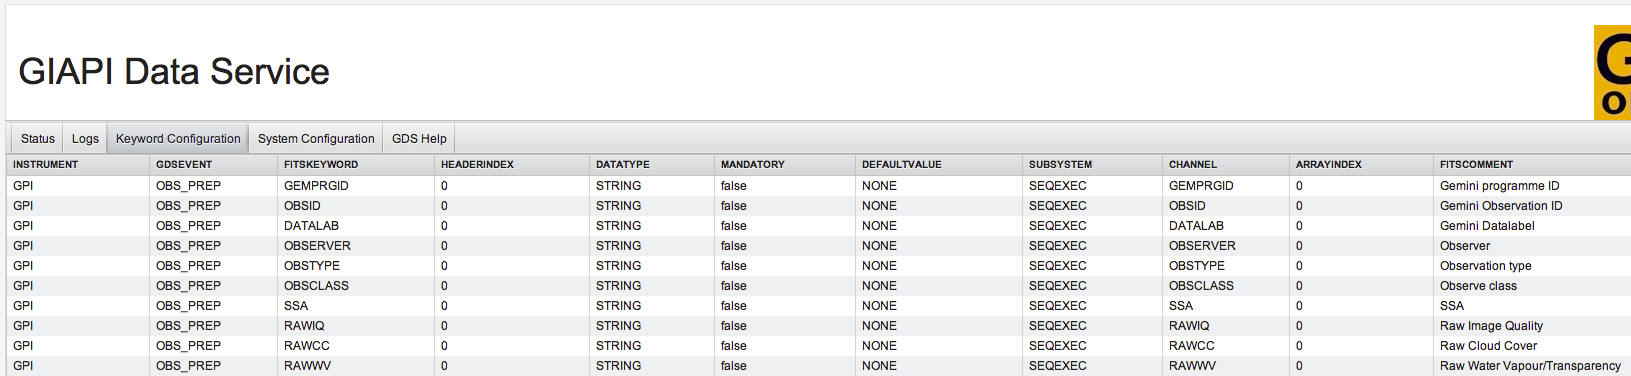 GIAPI Data Service
Status Logs Keyword Configuration System Configuration GDS Help
INSTRUMENT GDSEVENT FITSKEYWORD HEADERINDEX DATATYPE MANDATORY DEFAULTVALUE SUBSYSTEM CHANNEL ARRAYINDEX FITSCOMMENT
GPI OBS_PREP GEMPRGID 0 STRING false NONE SEQEXEC GEMPRGID 0 Gemini programme ID
GPI OBS_PREP OBSID 0 STRING false NONE SEQEXEC OBSID 0 Gemini Observation ID
GPI OBS_PREP DATALAB 0 STRING false NONE SEQEXEC DATALAB 0 Gemini Datalabel
GPI OBS_PREP OBSERVER 0 STRING false NONE SEQEXEC OBSERVER 0 Observer
GPI OBS_PREP OBSTYPE 0 STRING false NONE SEQEXEC OBSTYPE 0 Observation type
GPI OBS_PREP OBSCLASS 0 STRING false NONE SEQEXEC OBSCLASS 0 Observe class
GPI OBS_PREP SSA 0 STRING false NONE SEQEXEC SSA 0 SSA
GPI OBS_PREP RAWIQ 0 STRING false NONE SEQEXEC RAWIQ 0 Raw Image Quality
GPI OBS_PREP RAWCC 0 STRING false NONE SEQEXEC RAWCC 0 Raw Cloud Cover
GPI OBS_PREP RAWWV 0 STRING false NONE SEQEXEC RAWWV 0 Raw Water Vapour/Transparency